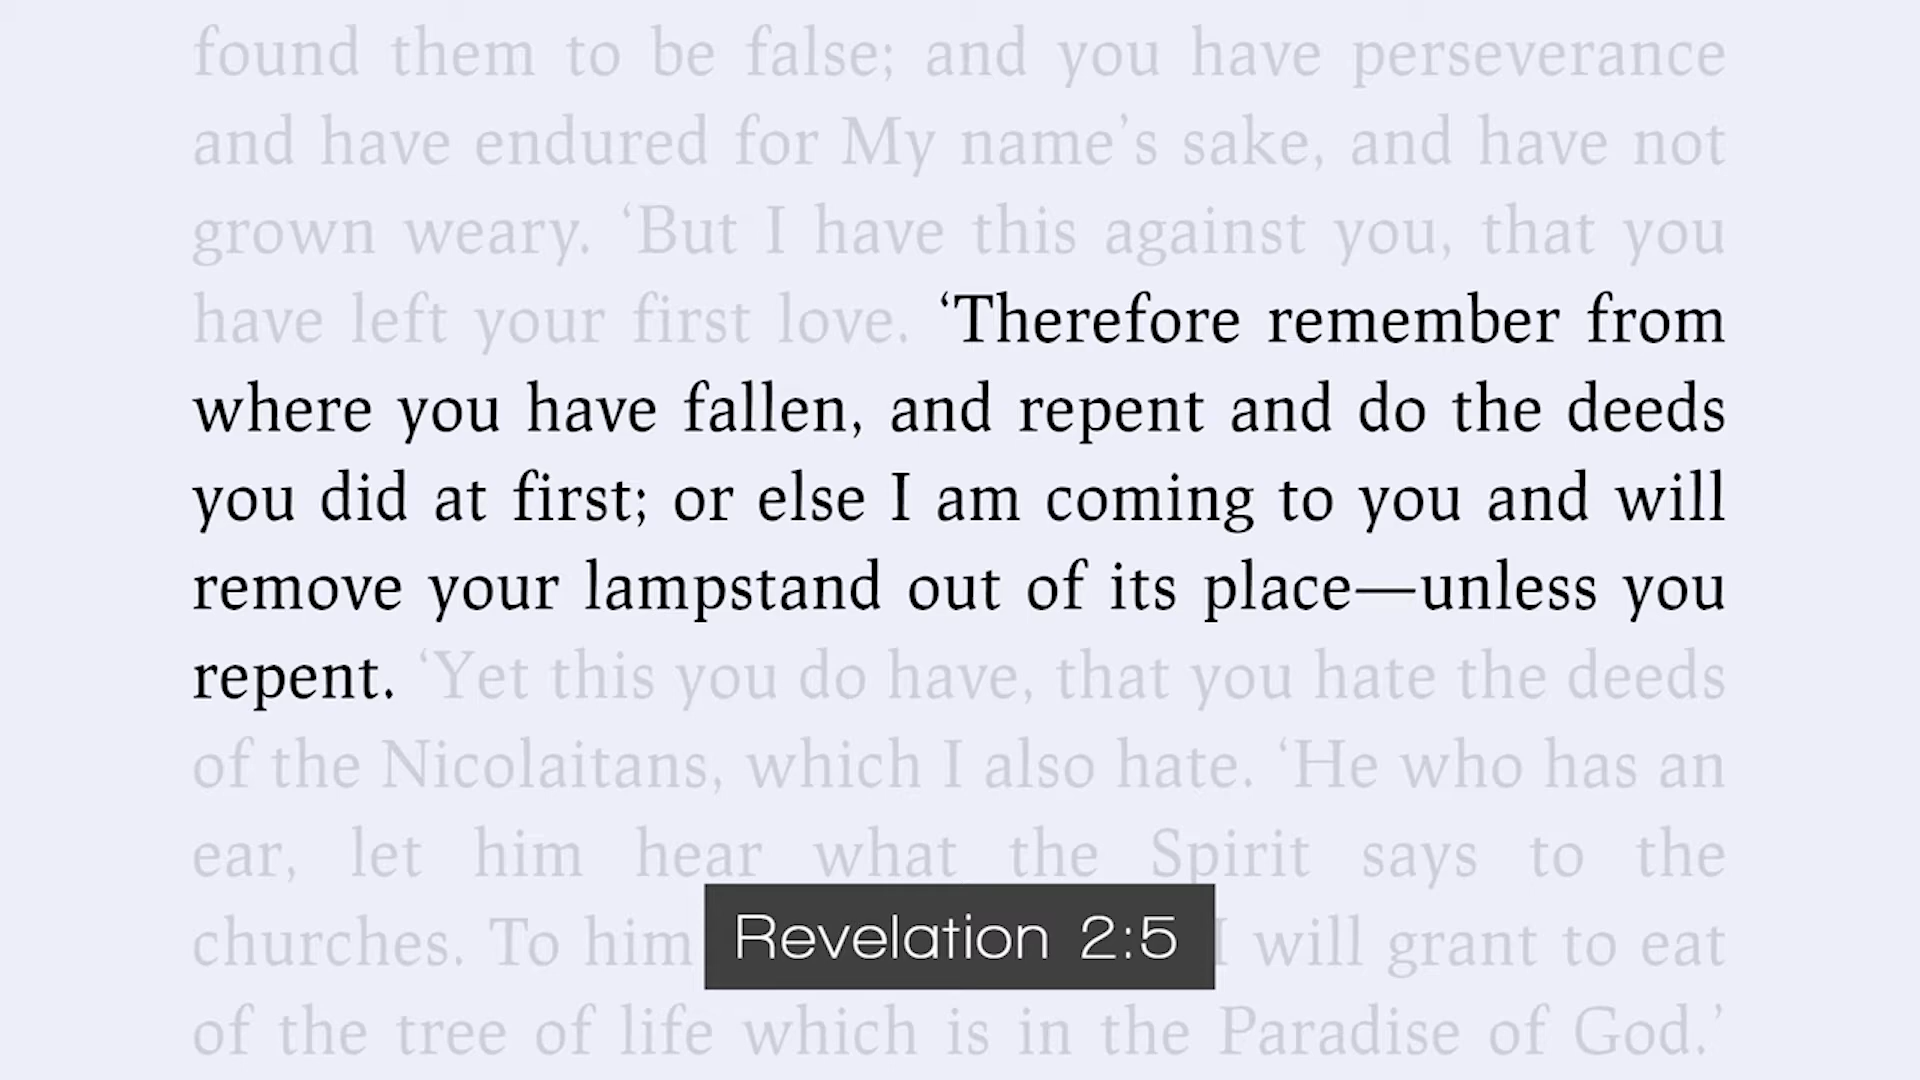 found them to be false; and you have perseverance
and have endured for My name’s sake, and have not
grown weary. ‘But I have this against you, that you
have left your first love. ‘Therefore remember from
where you have fallen, and repent and do the deeds
you did at first; or else I am coming to you and will
remove your lampstand out of its place—unless you
repent. ‘Yet this you do have, that you hate the deeds
of the Nicolaitans, which I also hate. ‘He who has an
ear, let him hear what the Spirit says to the
churches. To him I will grant to eat
Revelation 2:5
of the tree of life which is in the Paradise of God.’